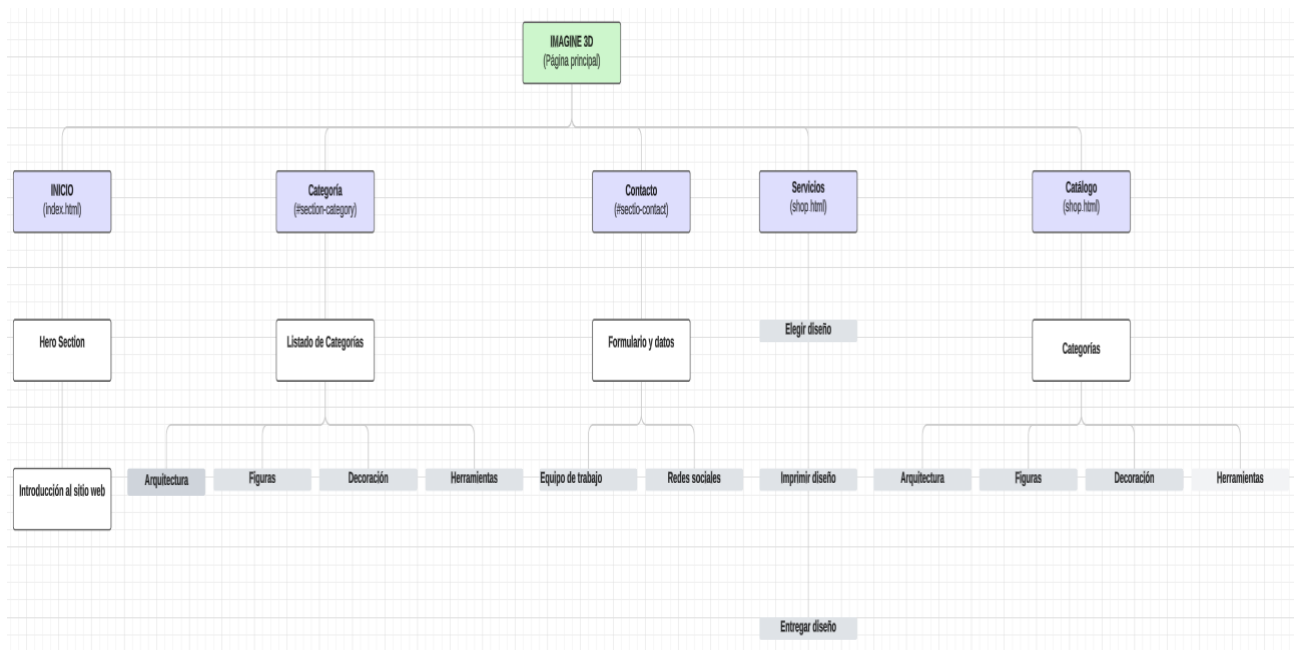 IMAGINE 3D
(Página principal)
INICIO
(index.html)
Categoría
(#section-category)
Contacto
(#sectio-contact)
Servicios
(shop.html)
Catálogo
(shop.html)
Hero Section
Listado de Categorías
Formulario y datos
Elegir diseño
Categorías
Introducción al sitio web
Arquitectura
Figuras
Decoración
Herramientas
Equipo de trabajo
Redes sociales
Imprimir diseño
Arquitectura
Figuras
Decoración
Herramientas
Entregar diseño